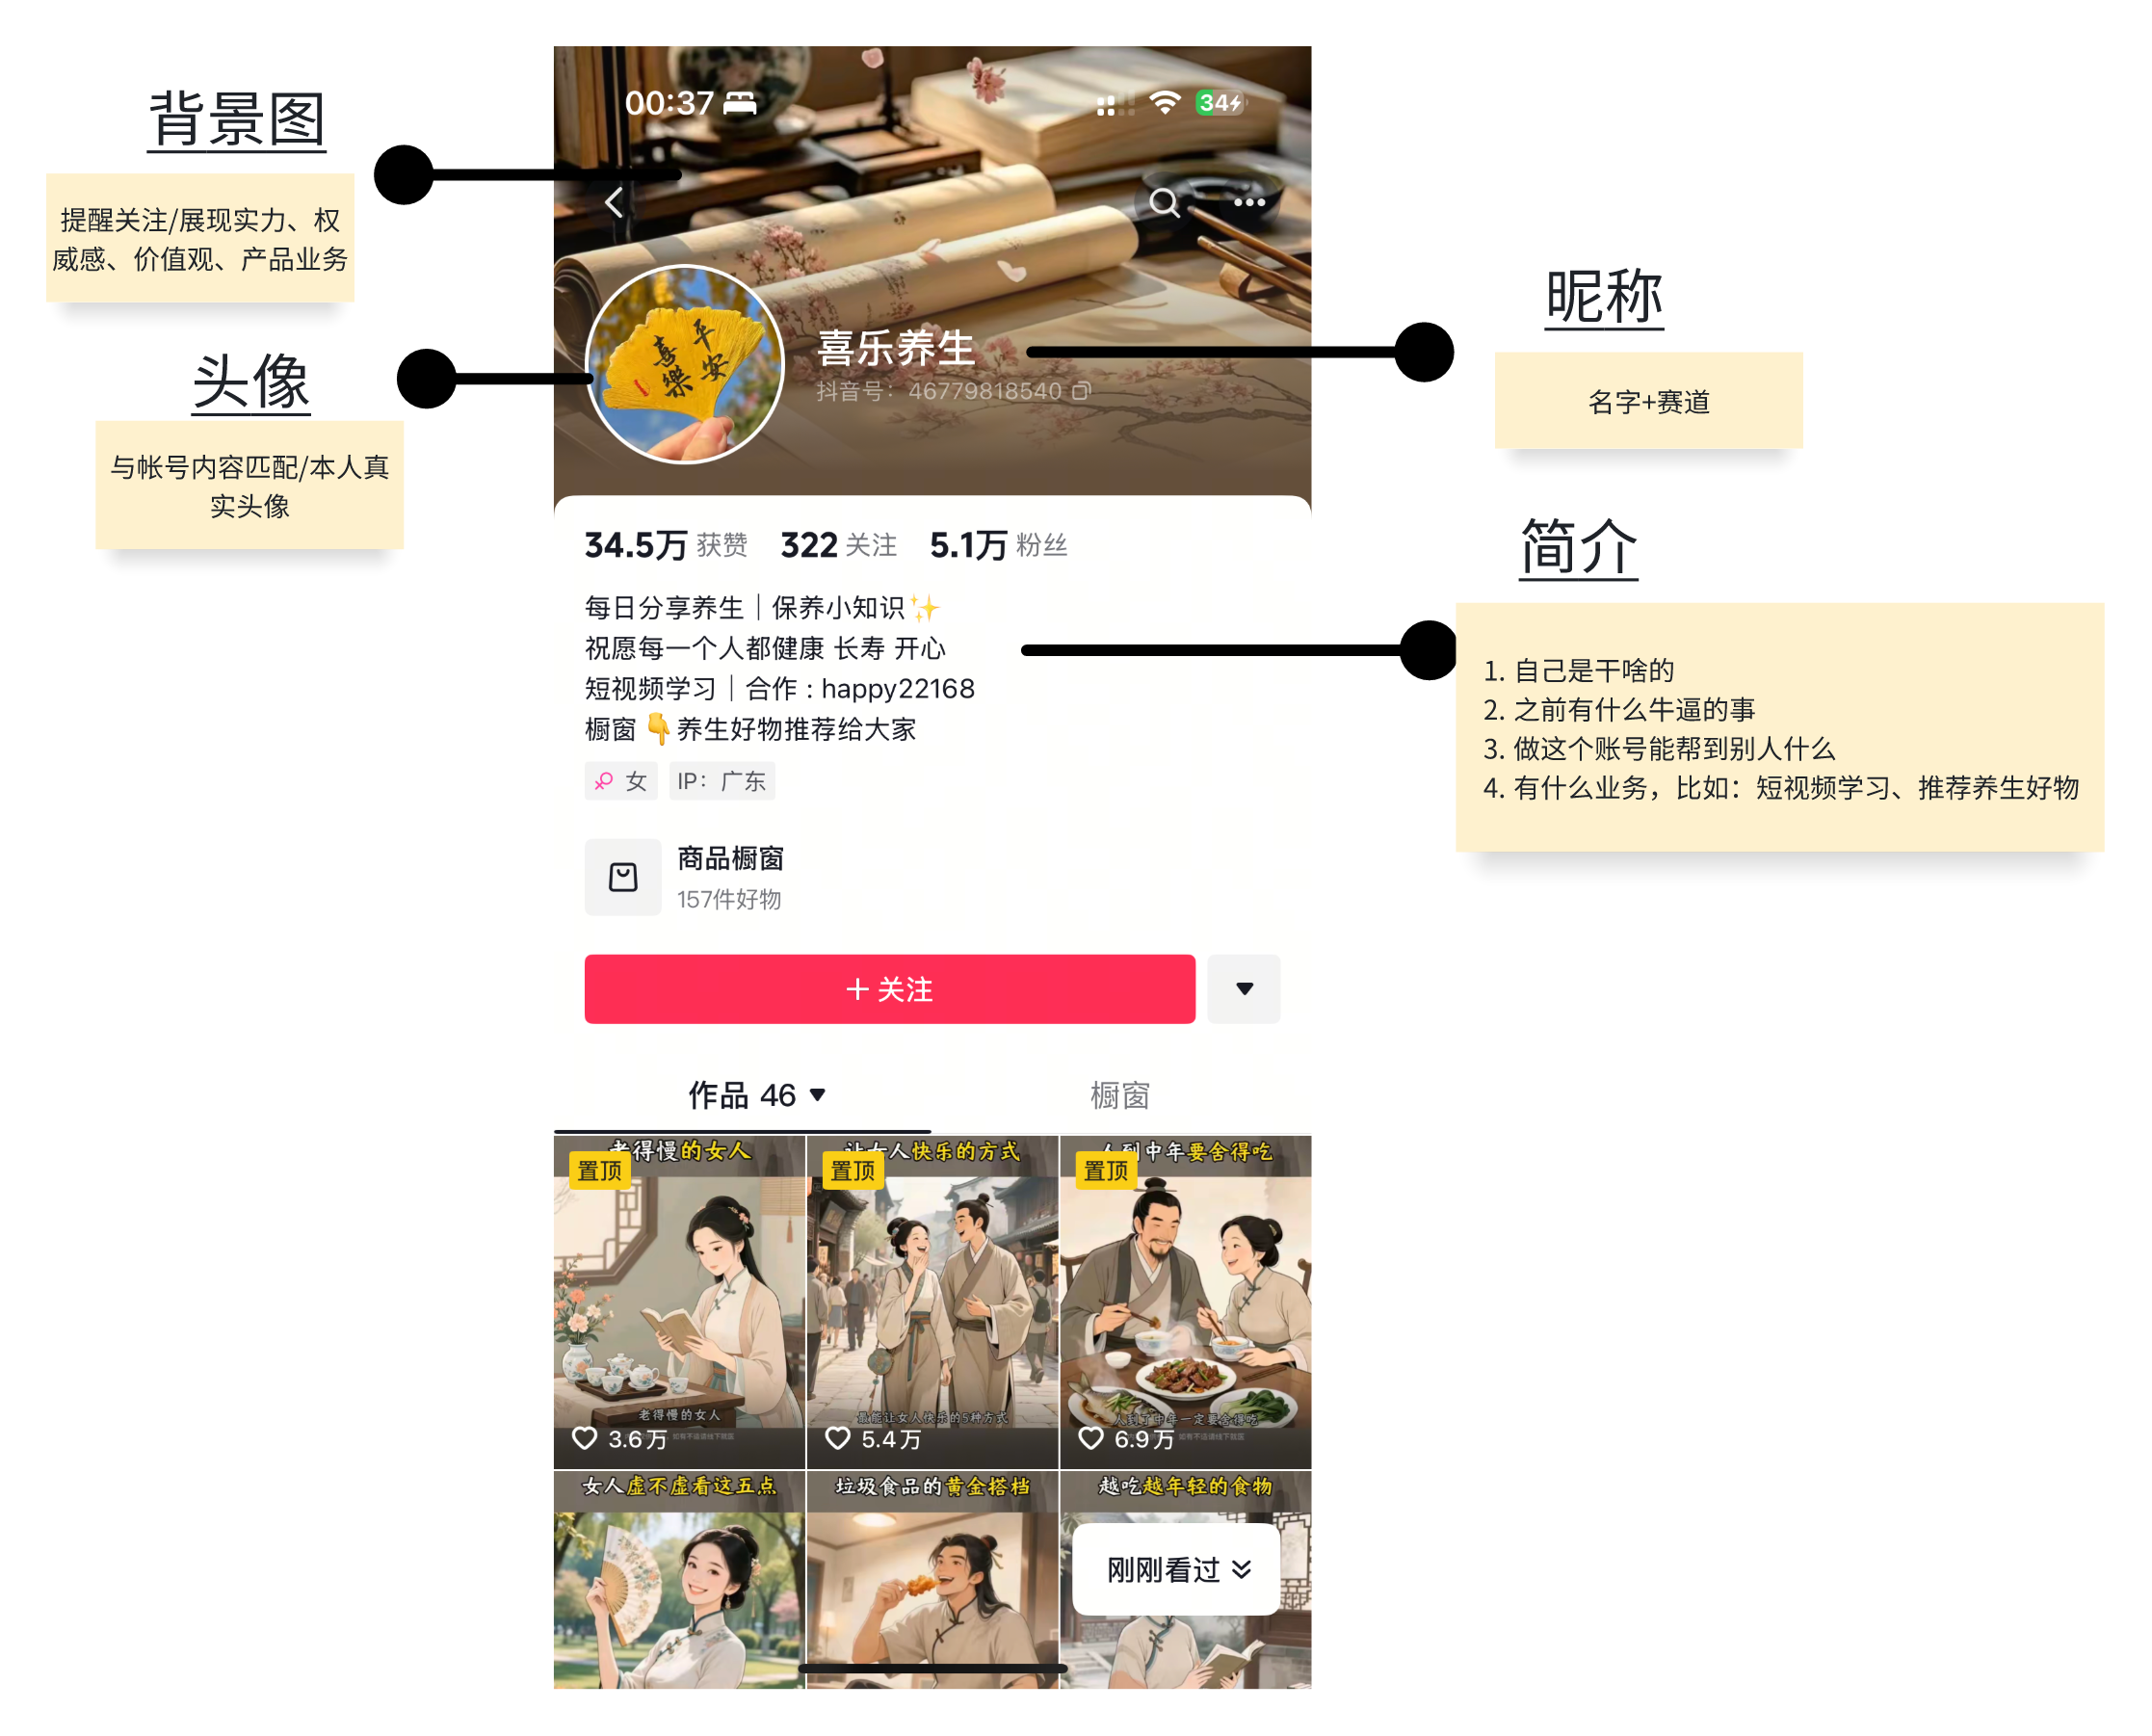 背景图
提醒关注/展现实力、权
威感、价值观、产品业务
头像
与帐号内容匹配/本人真
实头像
00:37
34
平安
喜樂
喜乐养生
抖音号：46779818540
昵称
名字+赛道
简介
1. 自己是干啥的
2. 之前有什么牛逼的事
3. 做这个账号能帮到别人什么
4. 有什么业务，比如：短视频学习、推荐养生好物
34.5万 获赞 322 关注 5.1万 粉丝
每日分享养生｜保养小知识✨
祝愿每一个人都健康 长寿 开心
短视频学习｜合作 : happy22168
橱窗 👇养生好物推荐给大家
女 IP：广东
商品橱窗
157件好物
＋关注
作品 46 橱窗
老得慢的女人
置顶
老得慢的女人
3.6万
让女人快乐的方式
置顶
最能让女人快乐的5种方式
5.4万
人到中年要舍得吃
置顶
人到了中年一定要舍得吃
6.9万
女人虚不虚看这五点
垃圾食品的黄金搭档
越吃越年轻的食物
刚刚看过